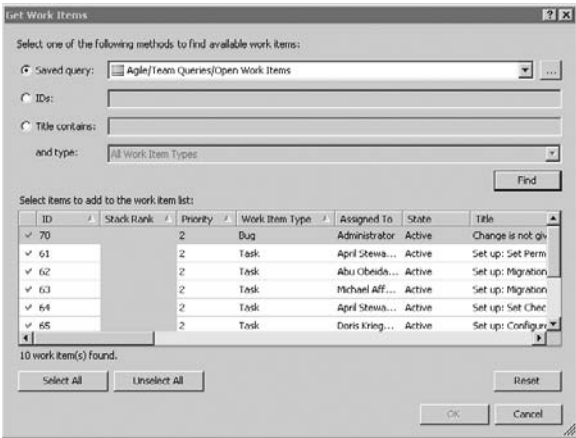 Get Work Items
Select one of the following methods to find available work items:
Saved query: Agile/Team Queries/Open Work Items ...
IDs:
Title contains:
and type: All Work Item Types
Find
Select items to add to the work item list:
ID Stack Rank Priority Work Item Type Assigned To State Title
70 2 Bug Administrator Active Change is not giv
61 2 Task April Stewa... Active Set up: Set Perm
62 2 Task Abu Obeida... Active Set up: Migration
63 2 Task Michael Aff... Active Set up: Migration
64 2 Task April Stewa... Active Set up: Set Chec
65 2 Task Doris Krieg... Active Set up: Configure
10 work item(s) found.
Select All Unselect All Reset
OK Cancel